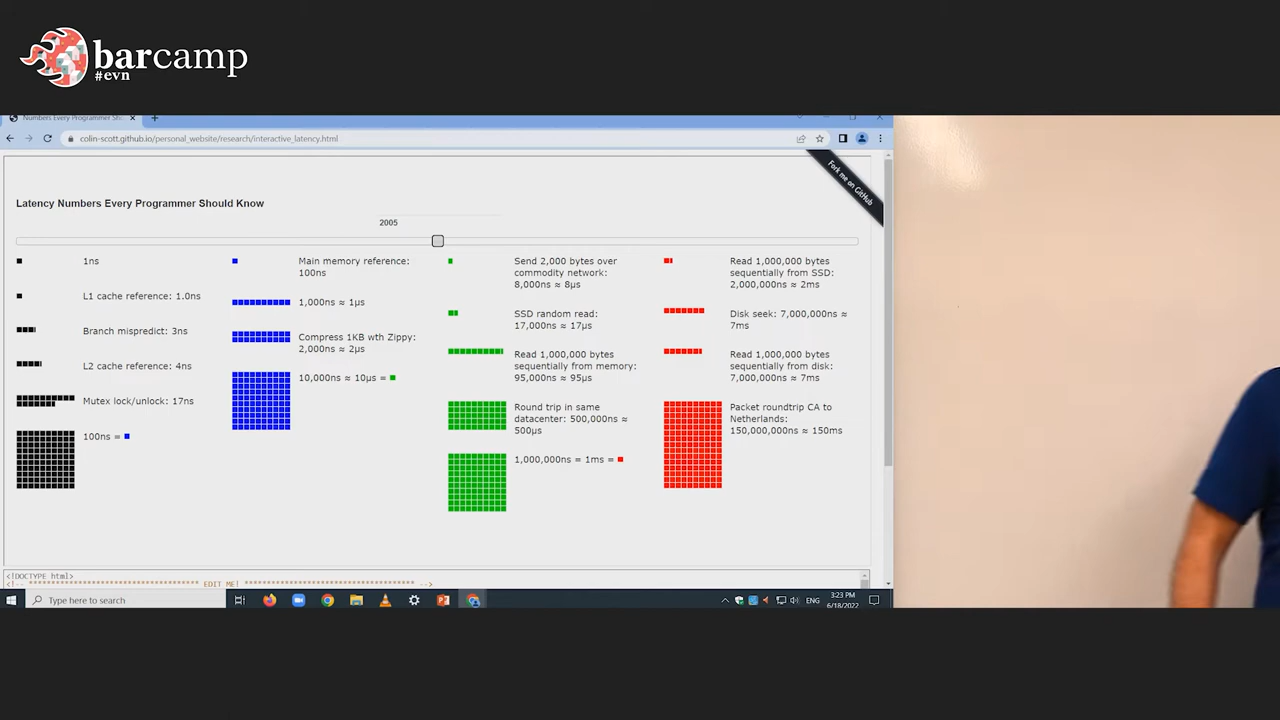 barcamp
#evn
Numbers Every Programmer Sh
colin-scott.github.io/personal_website/research/interactive_latency.html
Fork me on GitHub
Latency Numbers Every Programmer Should Know
2005
1ns
L1 cache reference: 1.0ns
Branch mispredict: 3ns
L2 cache reference: 4ns
Mutex lock/unlock: 17ns
100ns =
Main memory reference:
100ns
1,000ns ≈ 1µs
Compress 1KB wth Zippy:
2,000ns ≈ 2µs
10,000ns ≈ 10µs =
Send 2,000 bytes over
commodity network:
8,000ns ≈ 8µs
SSD random read:
17,000ns ≈ 17µs
Read 1,000,000 bytes
sequentially from memory:
95,000ns ≈ 95µs
Round trip in same
datacenter: 500,000ns ≈
500µs
1,000,000ns = 1ms =
Read 1,000,000 bytes
sequentially from SSD:
2,000,000ns ≈ 2ms
Disk seek: 7,000,000ns ≈
7ms
Read 1,000,000 bytes
sequentially from disk:
7,000,000ns ≈ 7ms
Packet roundtrip CA to
Netherlands:
150,000,000ns ≈ 150ms
<!DOCTYPE html>
<!-- ************************************ EDIT ME! ************************************ -->
Type here to search
ENG
3:23 PM
6/18/2022